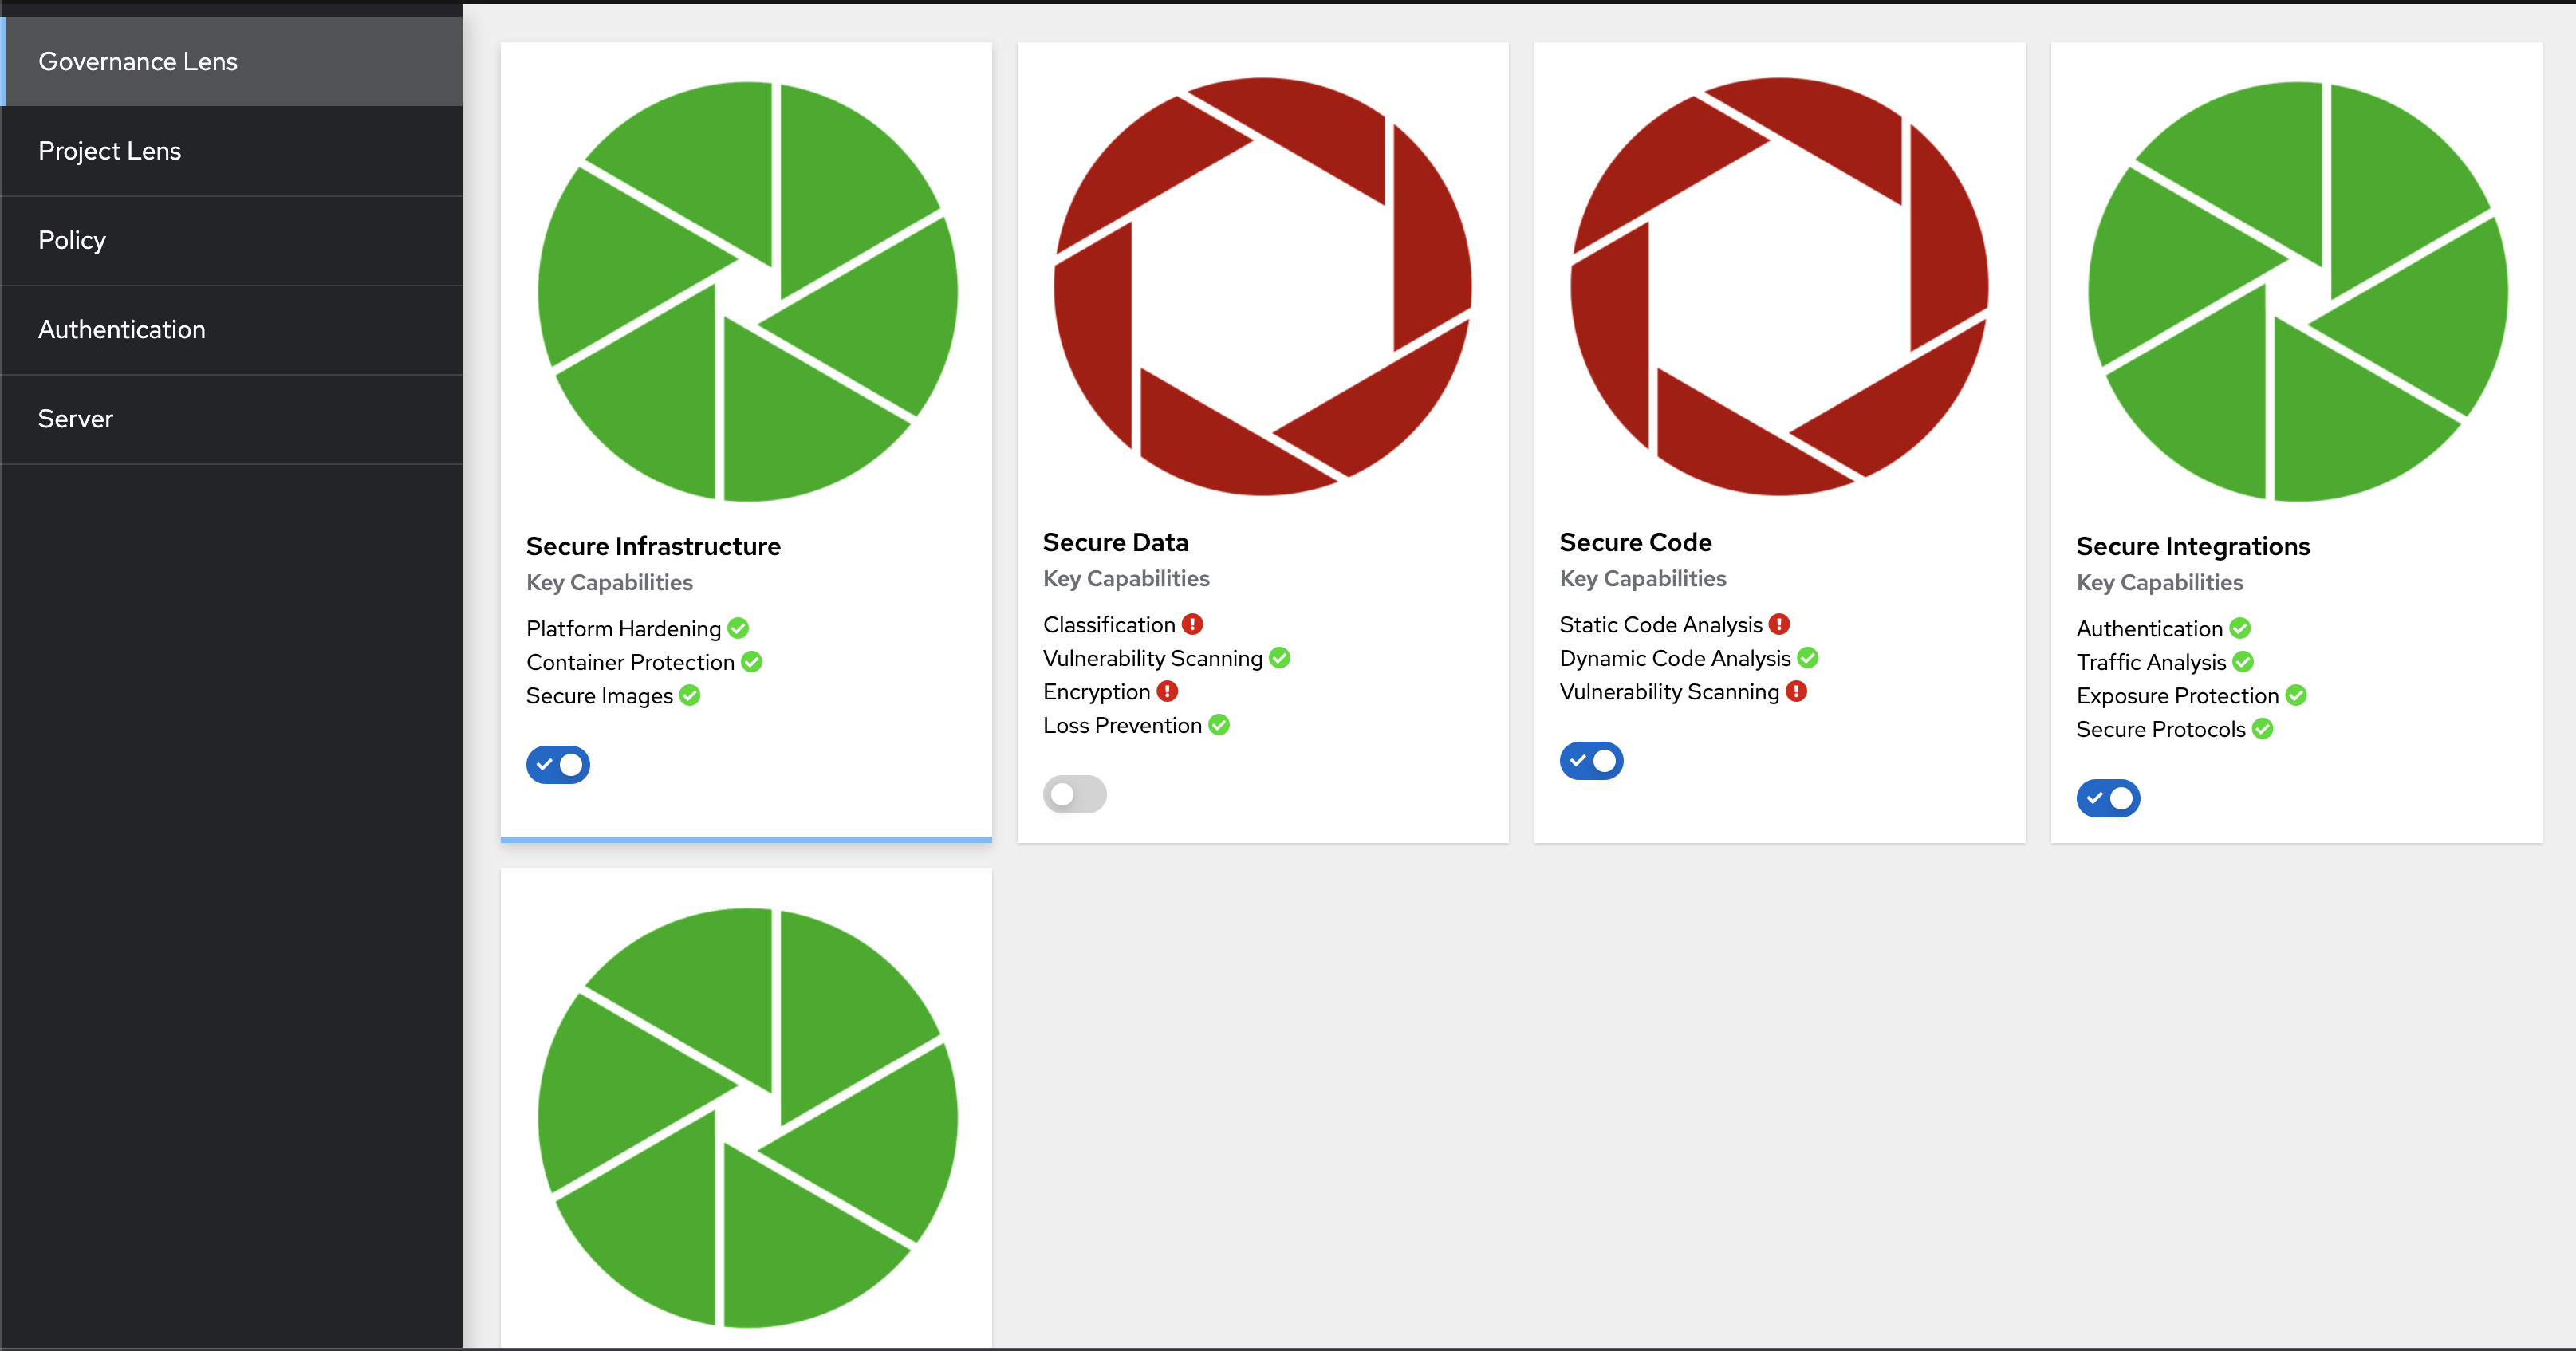 Governance Lens
Project Lens
Policy
Authentication
Server
Secure Infrastructure
Key Capabilities
Platform Hardening
Container Protection
Secure Images
Secure Data
Key Capabilities
Classification
Vulnerability Scanning
Encryption
Loss Prevention
Secure Code
Key Capabilities
Static Code Analysis
Dynamic Code Analysis
Vulnerability Scanning
Secure Integrations
Key Capabilities
Authentication
Traffic Analysis
Exposure Protection
Secure Protocols